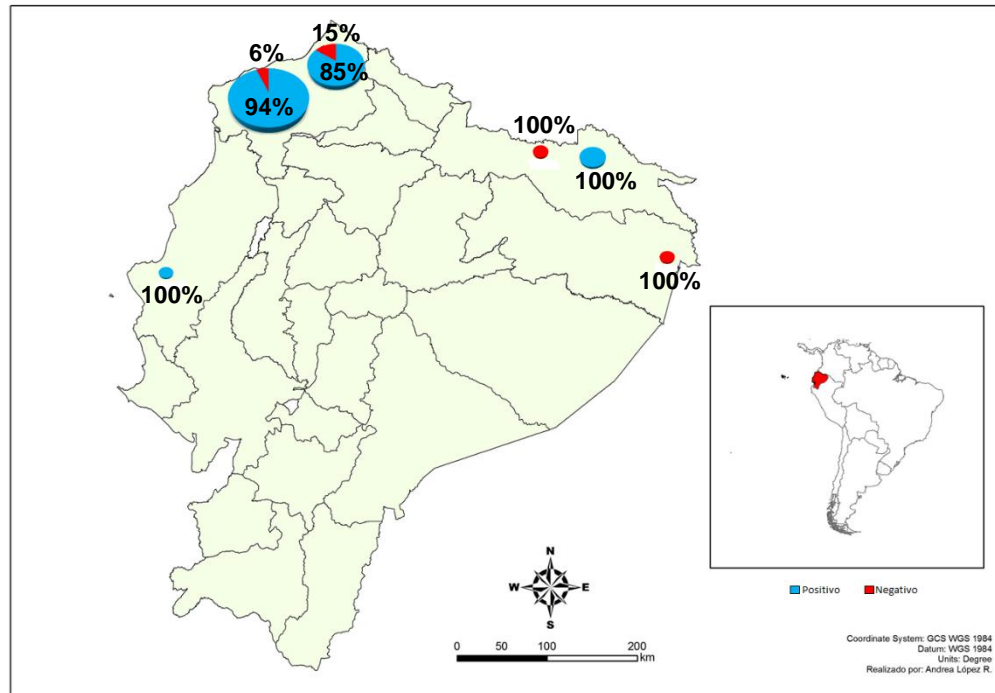 15%
6%
85%
94%
100%
100%
100%
100%
N
W E
S
0 50 100 200
km
Positivo Negativo
Coordinate System: GCS WGS 1984
Datum: WGS 1984
Units: Degree
Realizado por: Andrea López R.